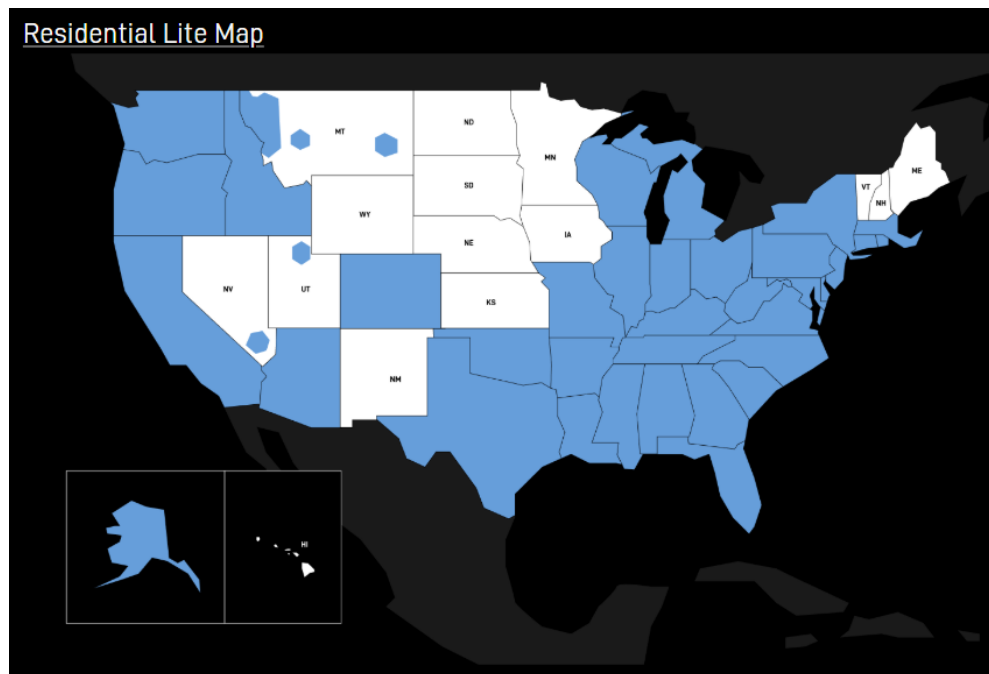 Residential Lite Map
MT
ND
MN
ME
VT
NH
SD
WY
IA
NE
NV
UT
KS
NM
HI